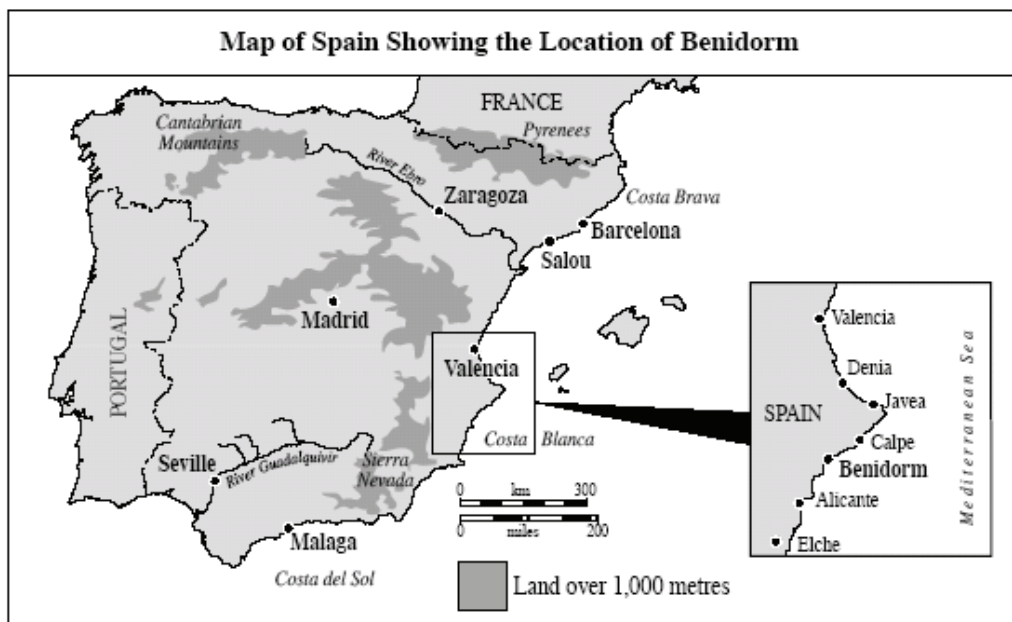 Map of Spain Showing the Location of Benidorm
FRANCE
Cantabrian
Mountains
Pyrenees
River Ebro
Zaragoza
Costa Brava
Barcelona
Salou
Madrid
PORTUGAL
Valencia
Costa Blanca
Seville
River Guadalquivir
Sierra
Nevada
Malaga
Costa del Sol
0 km 300
0 miles 200
Land over 1,000 metres
Valencia
Denia
Javea
SPAIN
Calpe
Benidorm
Alicante
Elche
Mediterranean Sea